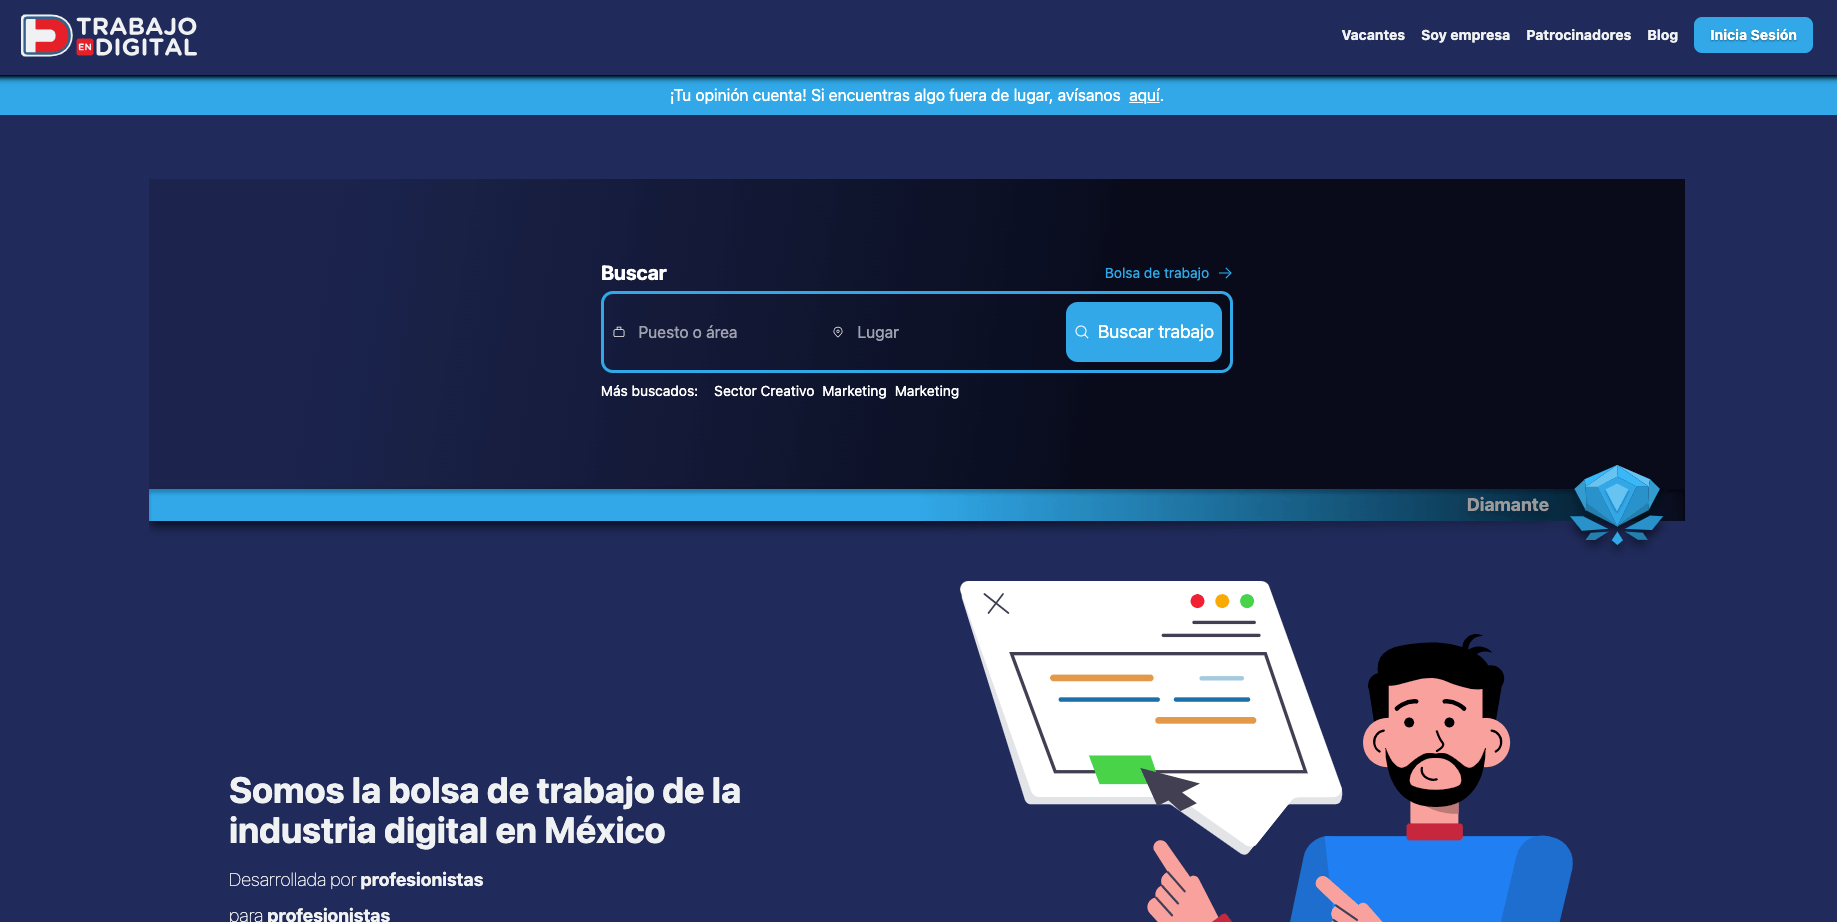 TRABAJO
EN DIGITAL
Vacantes Soy empresa Patrocinadores Blog Inicia Sesión
¡Tu opinión cuenta! Si encuentras algo fuera de lugar, avísanos aquí.
Buscar
Bolsa de trabajo
Puesto o área
Lugar
Buscar trabajo
Más buscados: Sector Creativo Marketing Marketing
Diamante
Somos la bolsa de trabajo de la
industria digital en México
Desarrollada por profesionistas
para profesionistas